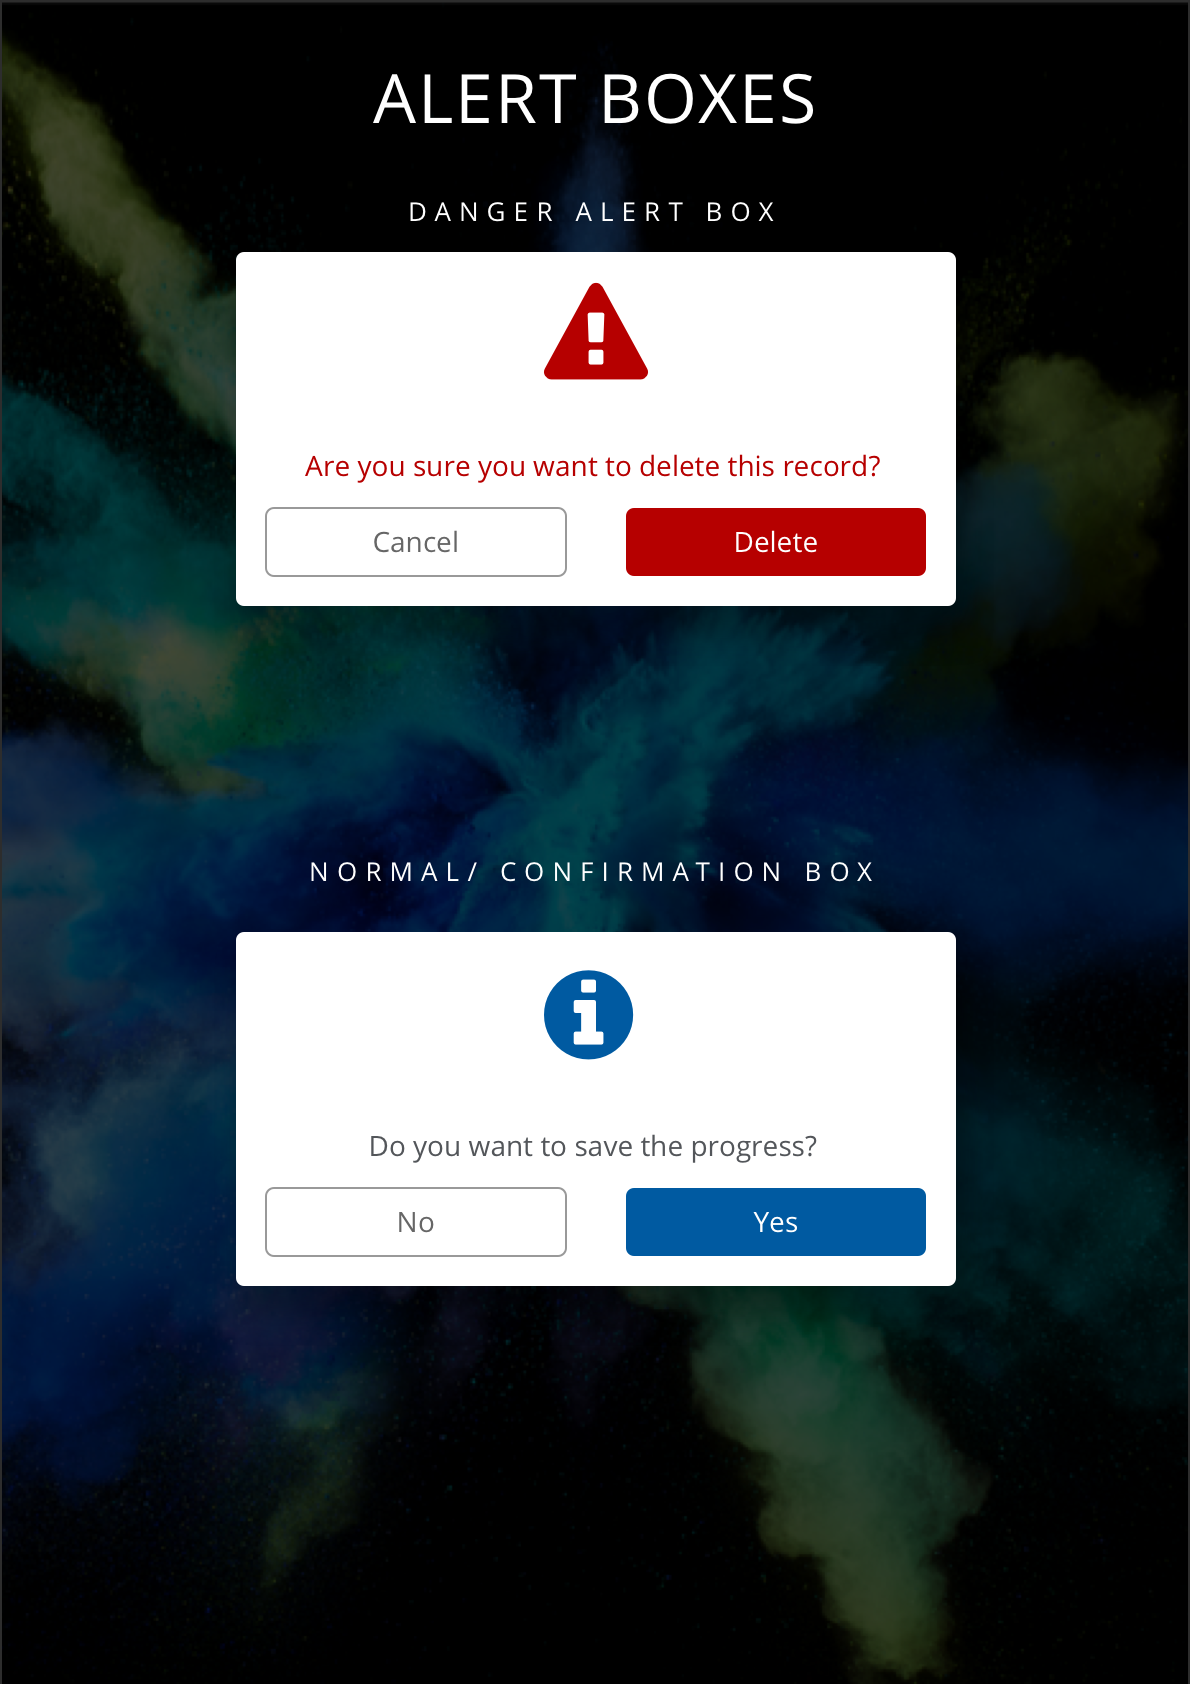 ALERT BOXES
DANGER ALERT BOX
Are you sure you want to delete this record?
Cancel Delete
NORMAL/ CONFIRMATION BOX
Do you want to save the progress?
No Yes